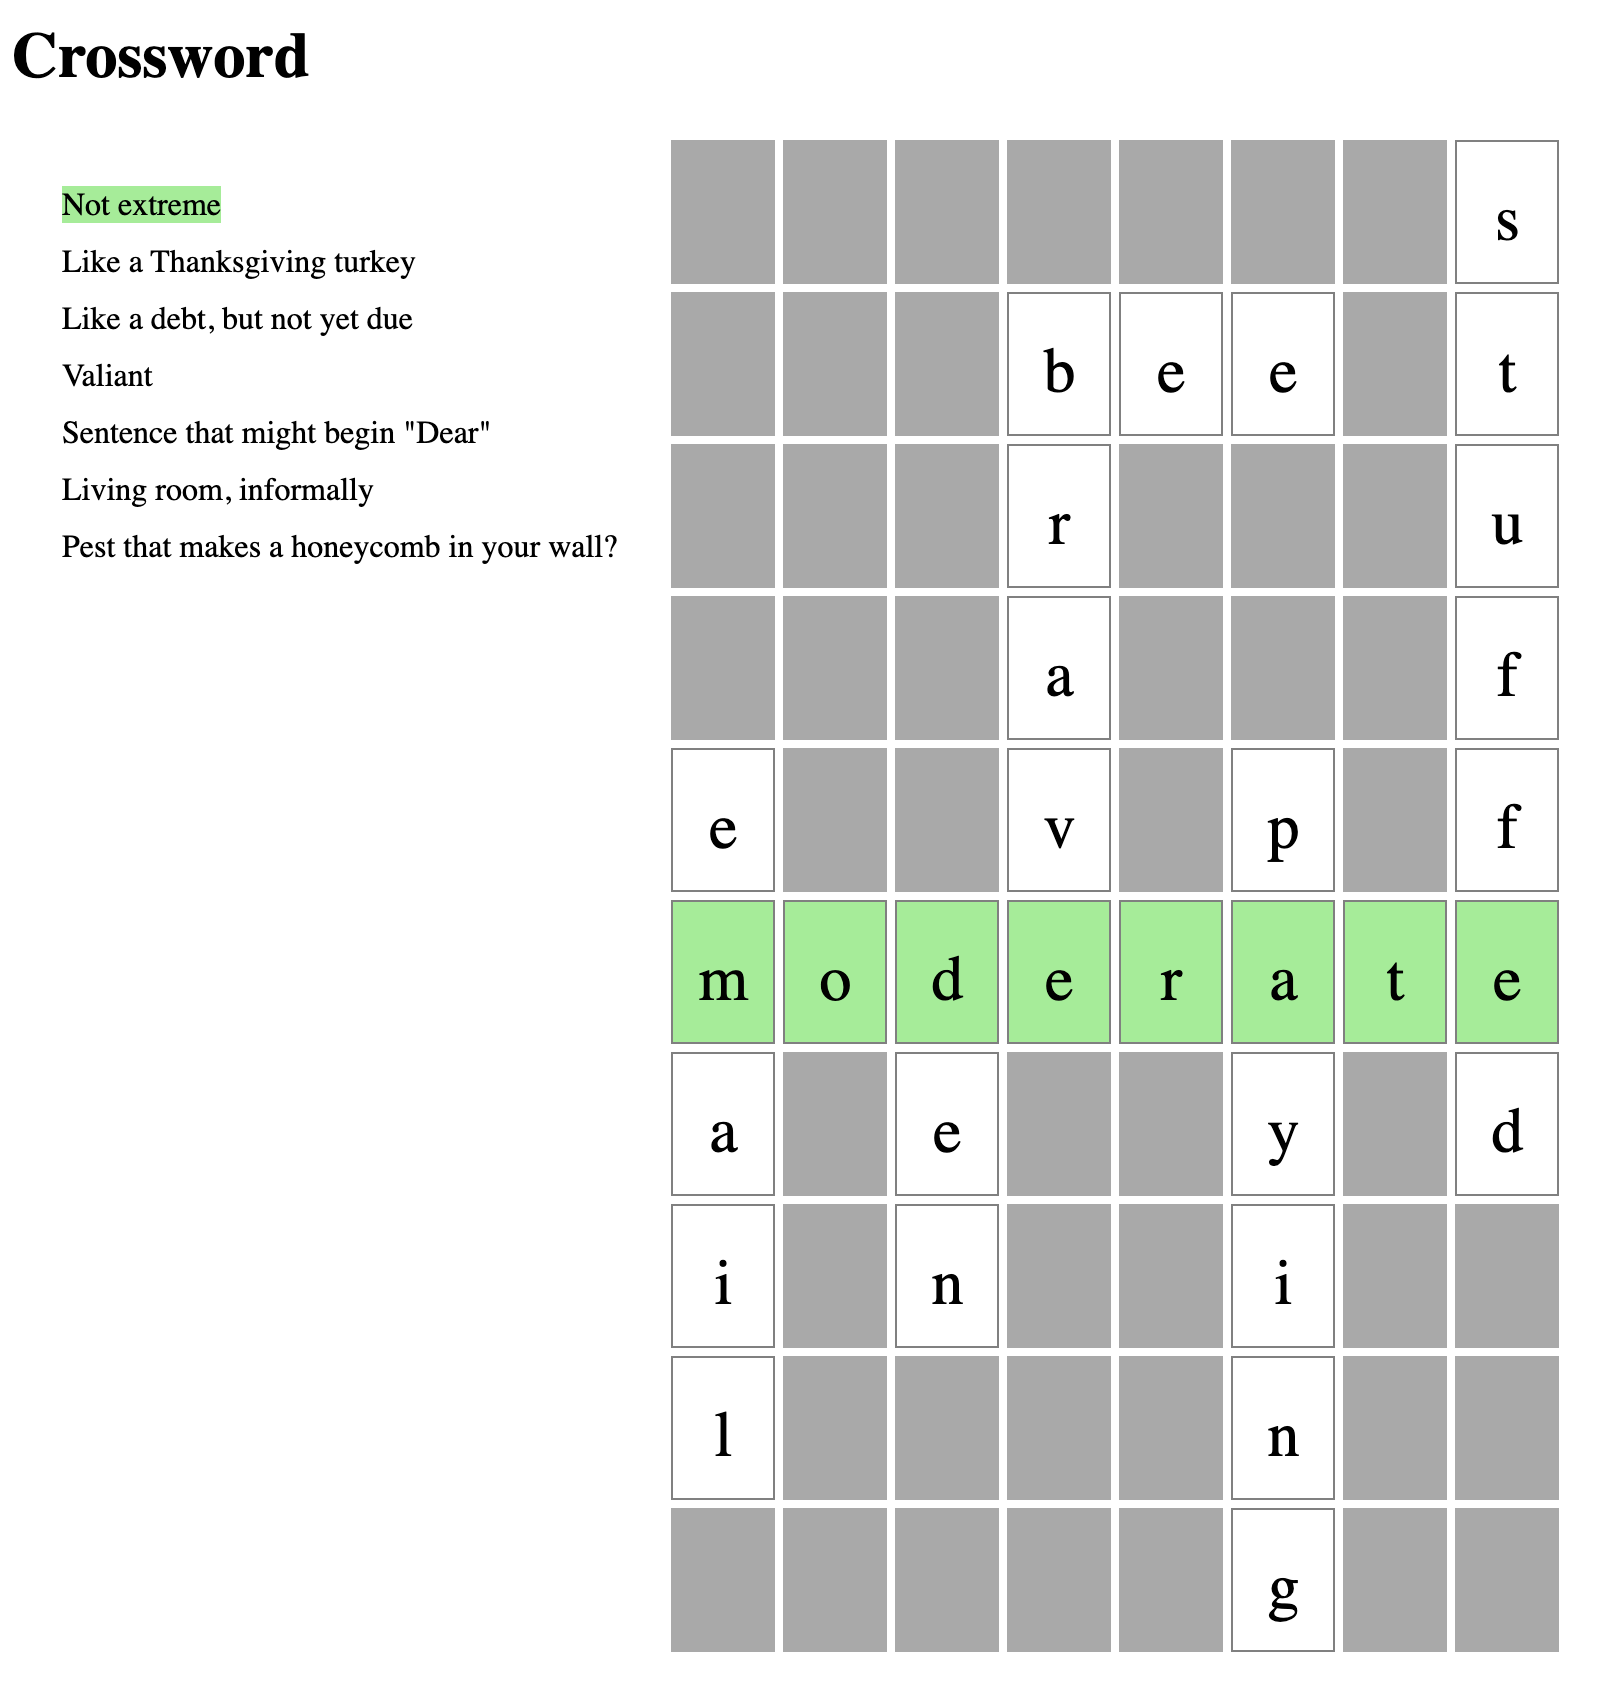 Crossword
Not extreme
Like a Thanksgiving turkey
Like a debt, but not yet due
Valiant
Sentence that might begin "Dear"
Living room, informally
Pest that makes a honeycomb in your wall?
s
b e e t
r u
a f
e v p f
m o d e r a t e
a e y d
i n i
l n
g